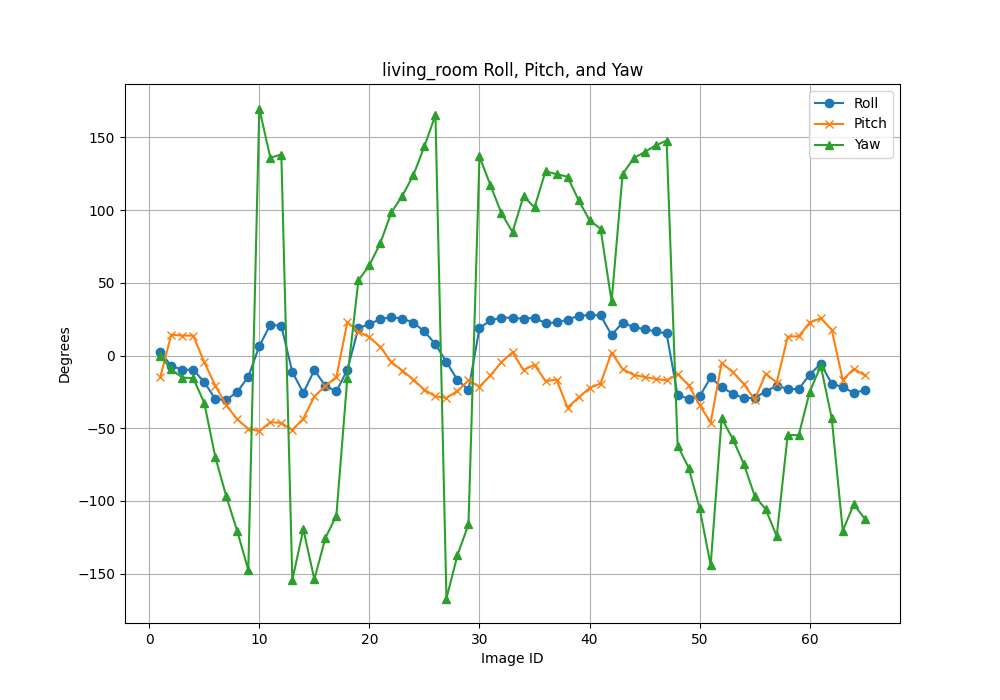 living_room Roll, Pitch, and Yaw
Roll
Pitch
Yaw
150
100
50
0
−50
−100
−150
Degrees
0 10 20 30 40 50 60
Image ID